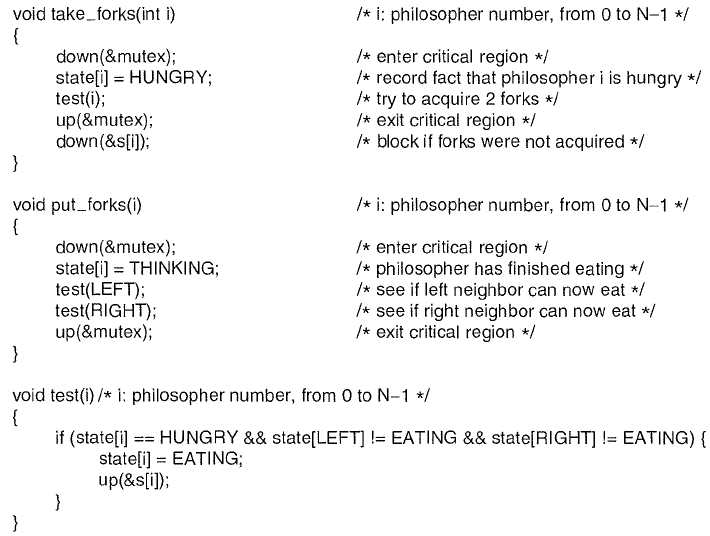 void take_forks(int i) /* i: philosopher number, from 0 to N–1 */
{
down(&mutex); /* enter critical region */
state[i] = HUNGRY; /* record fact that philosopher i is hungry */
test(i); /* try to acquire 2 forks */
up(&mutex); /* exit critical region */
down(&s[i]); /* block if forks were not acquired */
}
void put_forks(i) /* i: philosopher number, from 0 to N–1 */
{
down(&mutex); /* enter critical region */
state[i] = THINKING; /* philosopher has finished eating */
test(LEFT); /* see if left neighbor can now eat */
test(RIGHT); /* see if right neighbor can now eat */
up(&mutex); /* exit critical region */
}
void test(i) /* i: philosopher number, from 0 to N–1 */
{
if (state[i] == HUNGRY && state[LEFT] != EATING && state[RIGHT] != EATING) {
state[i] = EATING;
up(&s[i]);
}
}